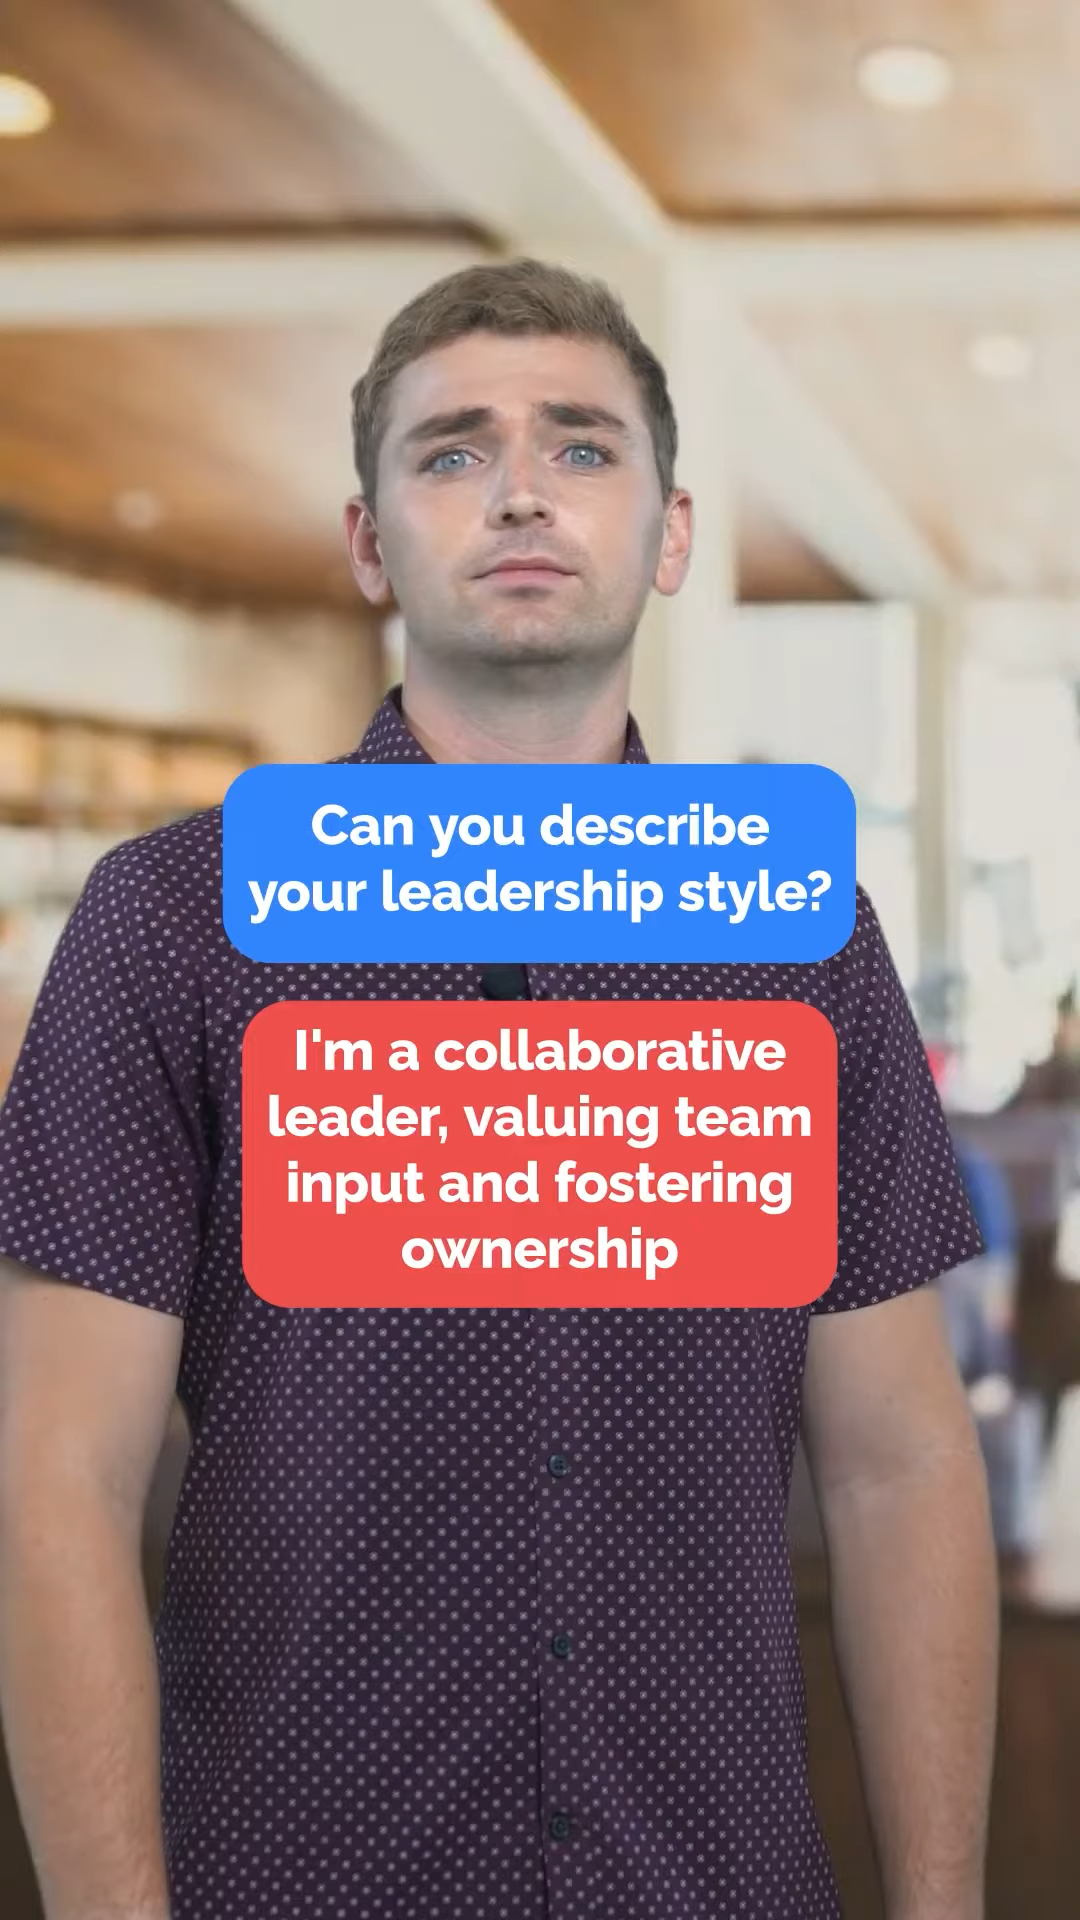 Can you describe
your leadership style?
I'm a collaborative
leader, valuing team
input and fostering
ownership